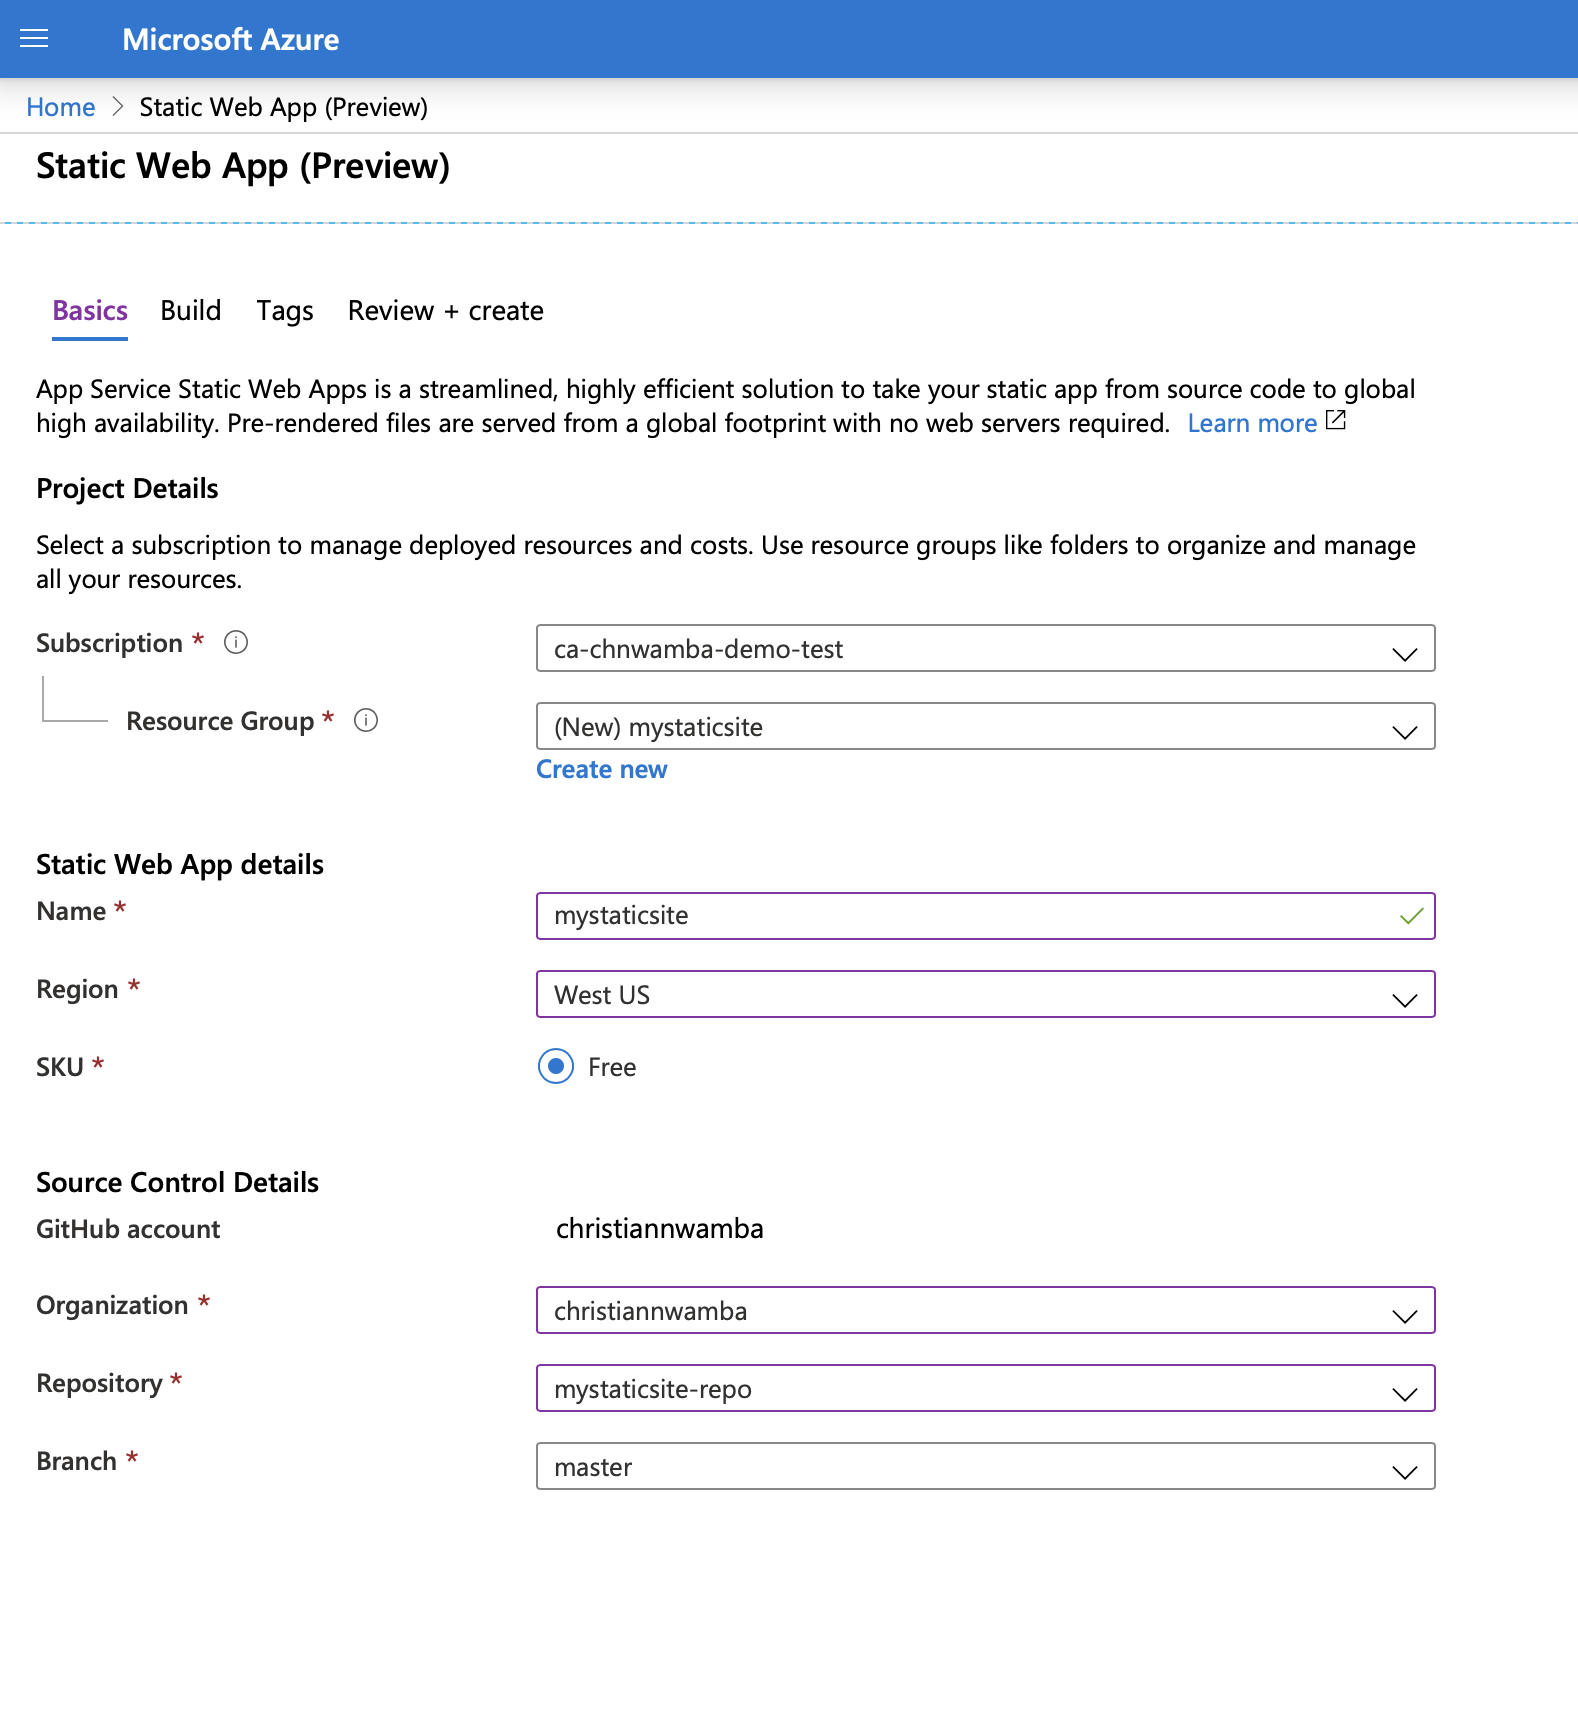 Microsoft Azure
Home > Static Web App (Preview)
Static Web App (Preview)
Basics Build Tags Review + create
App Service Static Web Apps is a streamlined, highly efficient solution to take your static app from source code to global
high availability. Pre-rendered files are served from a global footprint with no web servers required. Learn more
Project Details
Select a subscription to manage deployed resources and costs. Use resource groups like folders to organize and manage
all your resources.
Subscription * ca-chnwamba-demo-test
Resource Group * (New) mystaticsite
Create new
Static Web App details
Name * mystaticsite
Region * West US
SKU * Free
Source Control Details
GitHub account christiannwamba
Organization * christiannwamba
Repository * mystaticsite-repo
Branch * master